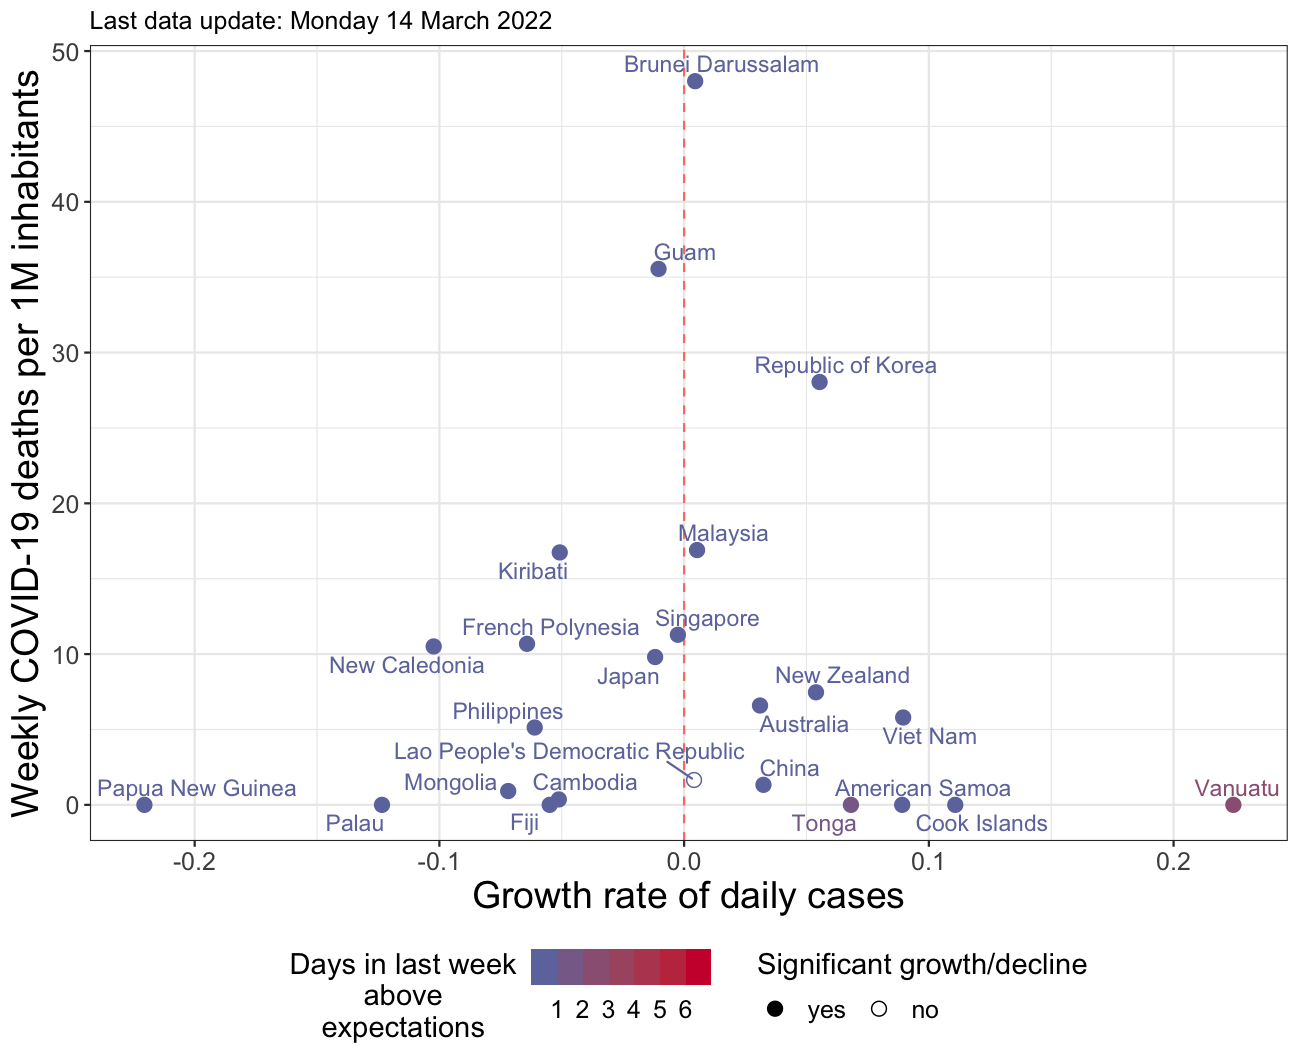 Last data update: Monday 14 March 2022
Weekly COVID-19 deaths per 1M inhabitants
50
40
30
20
10
0
Brunei Darussalam
Guam
Republic of Korea
Malaysia
Kiribati
Singapore
French Polynesia
New Caledonia
Japan
New Zealand
Philippines
Australia
Viet Nam
Lao People's Democratic Republic
China
Mongolia
Cambodia
Papua New Guinea
American Samoa
Vanuatu
Palau
Fiji
Tonga
Cook Islands
-0.2
-0.1
0.0
0.1
0.2
Growth rate of daily cases
Days in last week
above
expectations
1 2 3 4 5 6
Significant growth/decline
yes
no